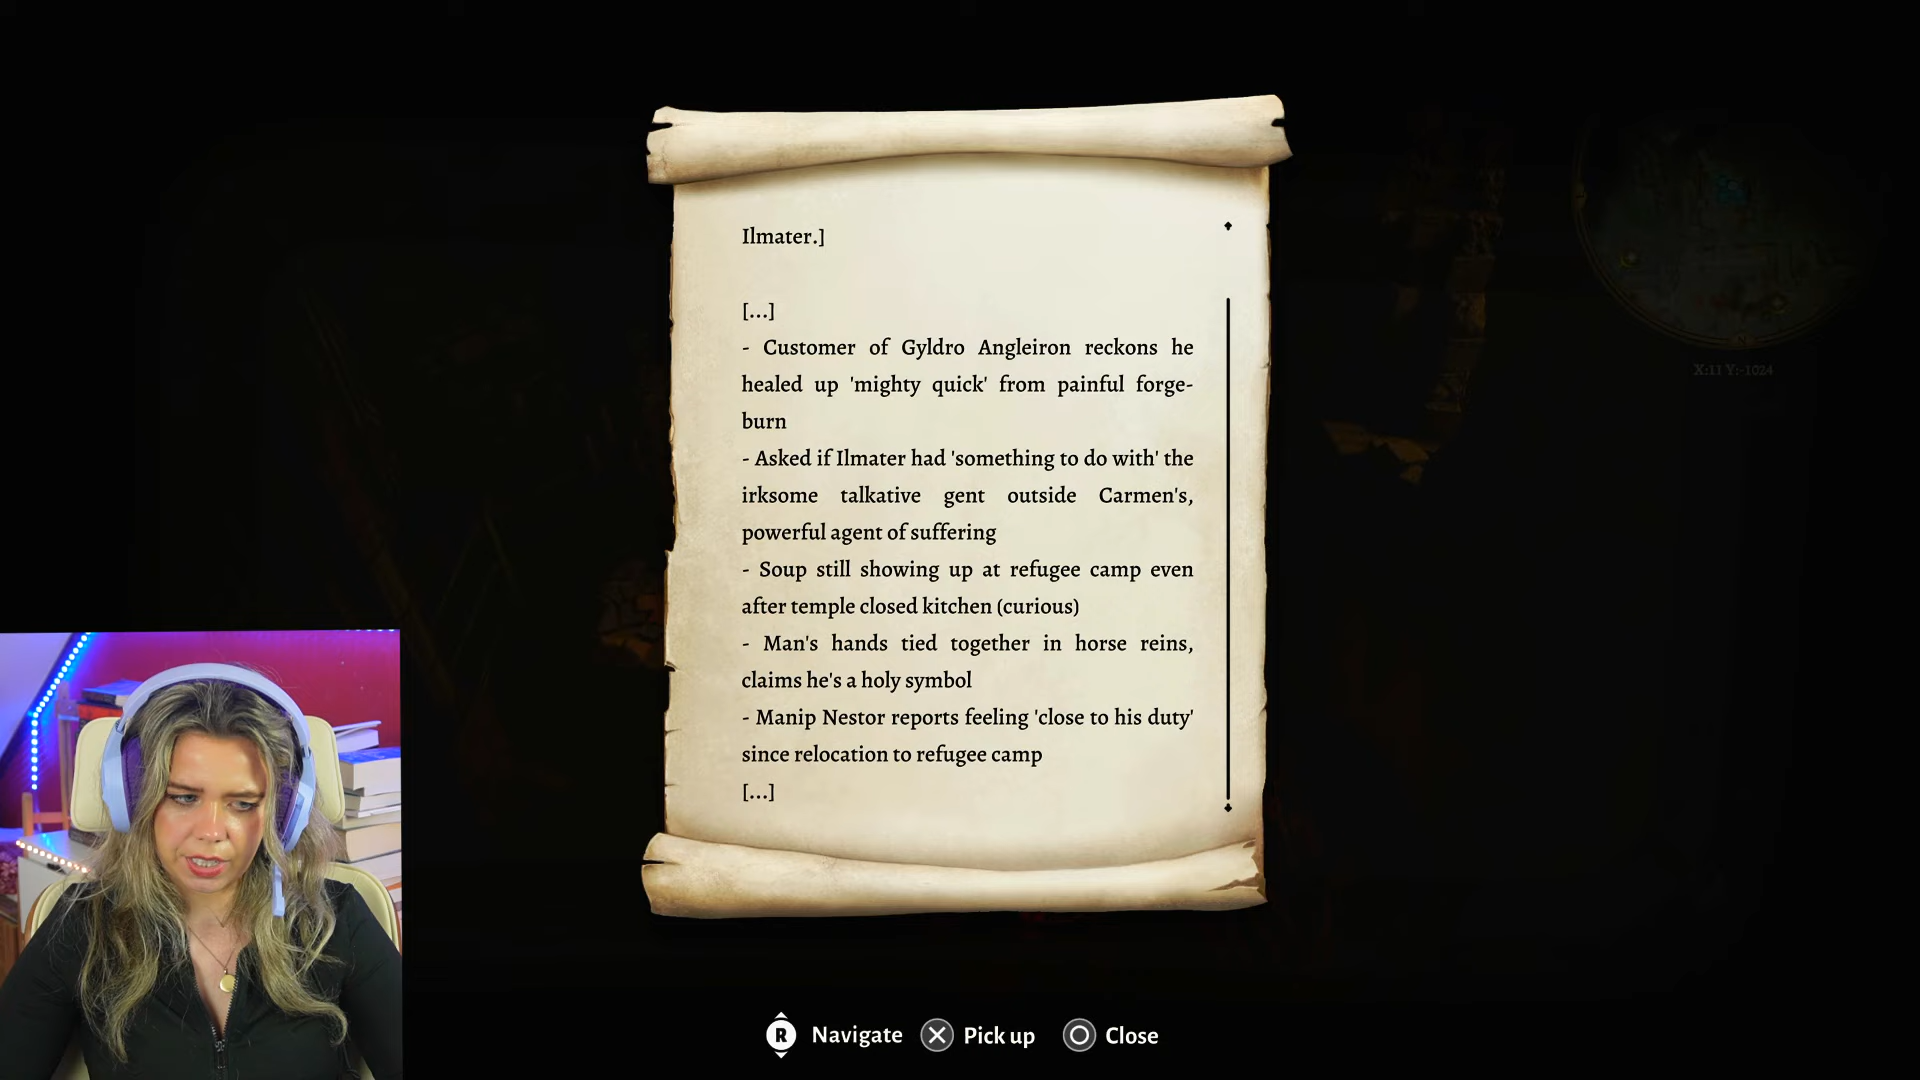 Ilmater.]
[...]
- Customer of Gyldro Angleiron reckons he
healed up 'mighty quick' from painful forge-
burn
- Asked if Ilmater had 'something to do with' the
irksome talkative gent outside Carmen's,
powerful agent of suffering
- Soup still showing up at refugee camp even
after temple closed kitchen (curious)
- Man's hands tied together in horse reins,
claims he's a holy symbol
- Manip Nestor reports feeling 'close to his duty'
since relocation to refugee camp
[...]
X:11 Y:-1024
R Navigate Pick up Close